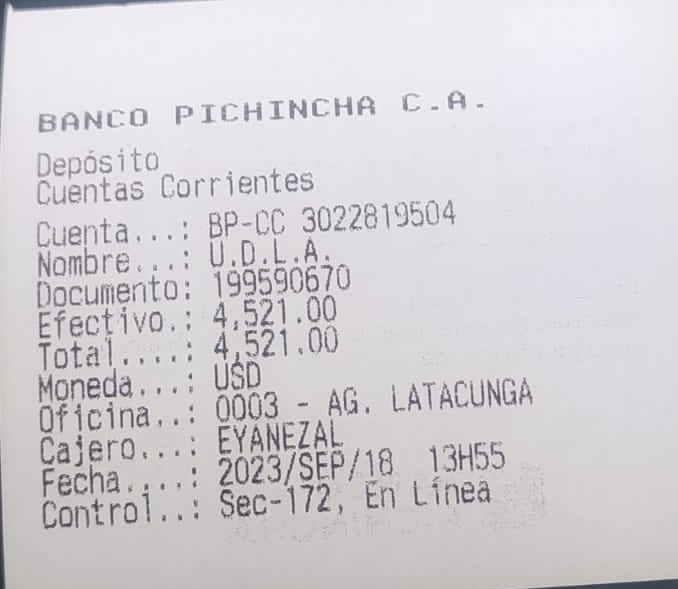 BANCO PICHINCHA C.A.
Depósito
Cuentas Corrientes
Cuenta...: BP-CC 3022819504
Nombre...: U.D.L.A.
Documento: 199590670
Efectivo.: 4,521.00
Total....: 4,521.00
Moneda...: USD
Oficina..: 0003 - AG. LATACUNGA
Cajero...: EYANEZAL
Fecha....: 2023/SEP/18 13H55
Control..: Sec-172, En Línea